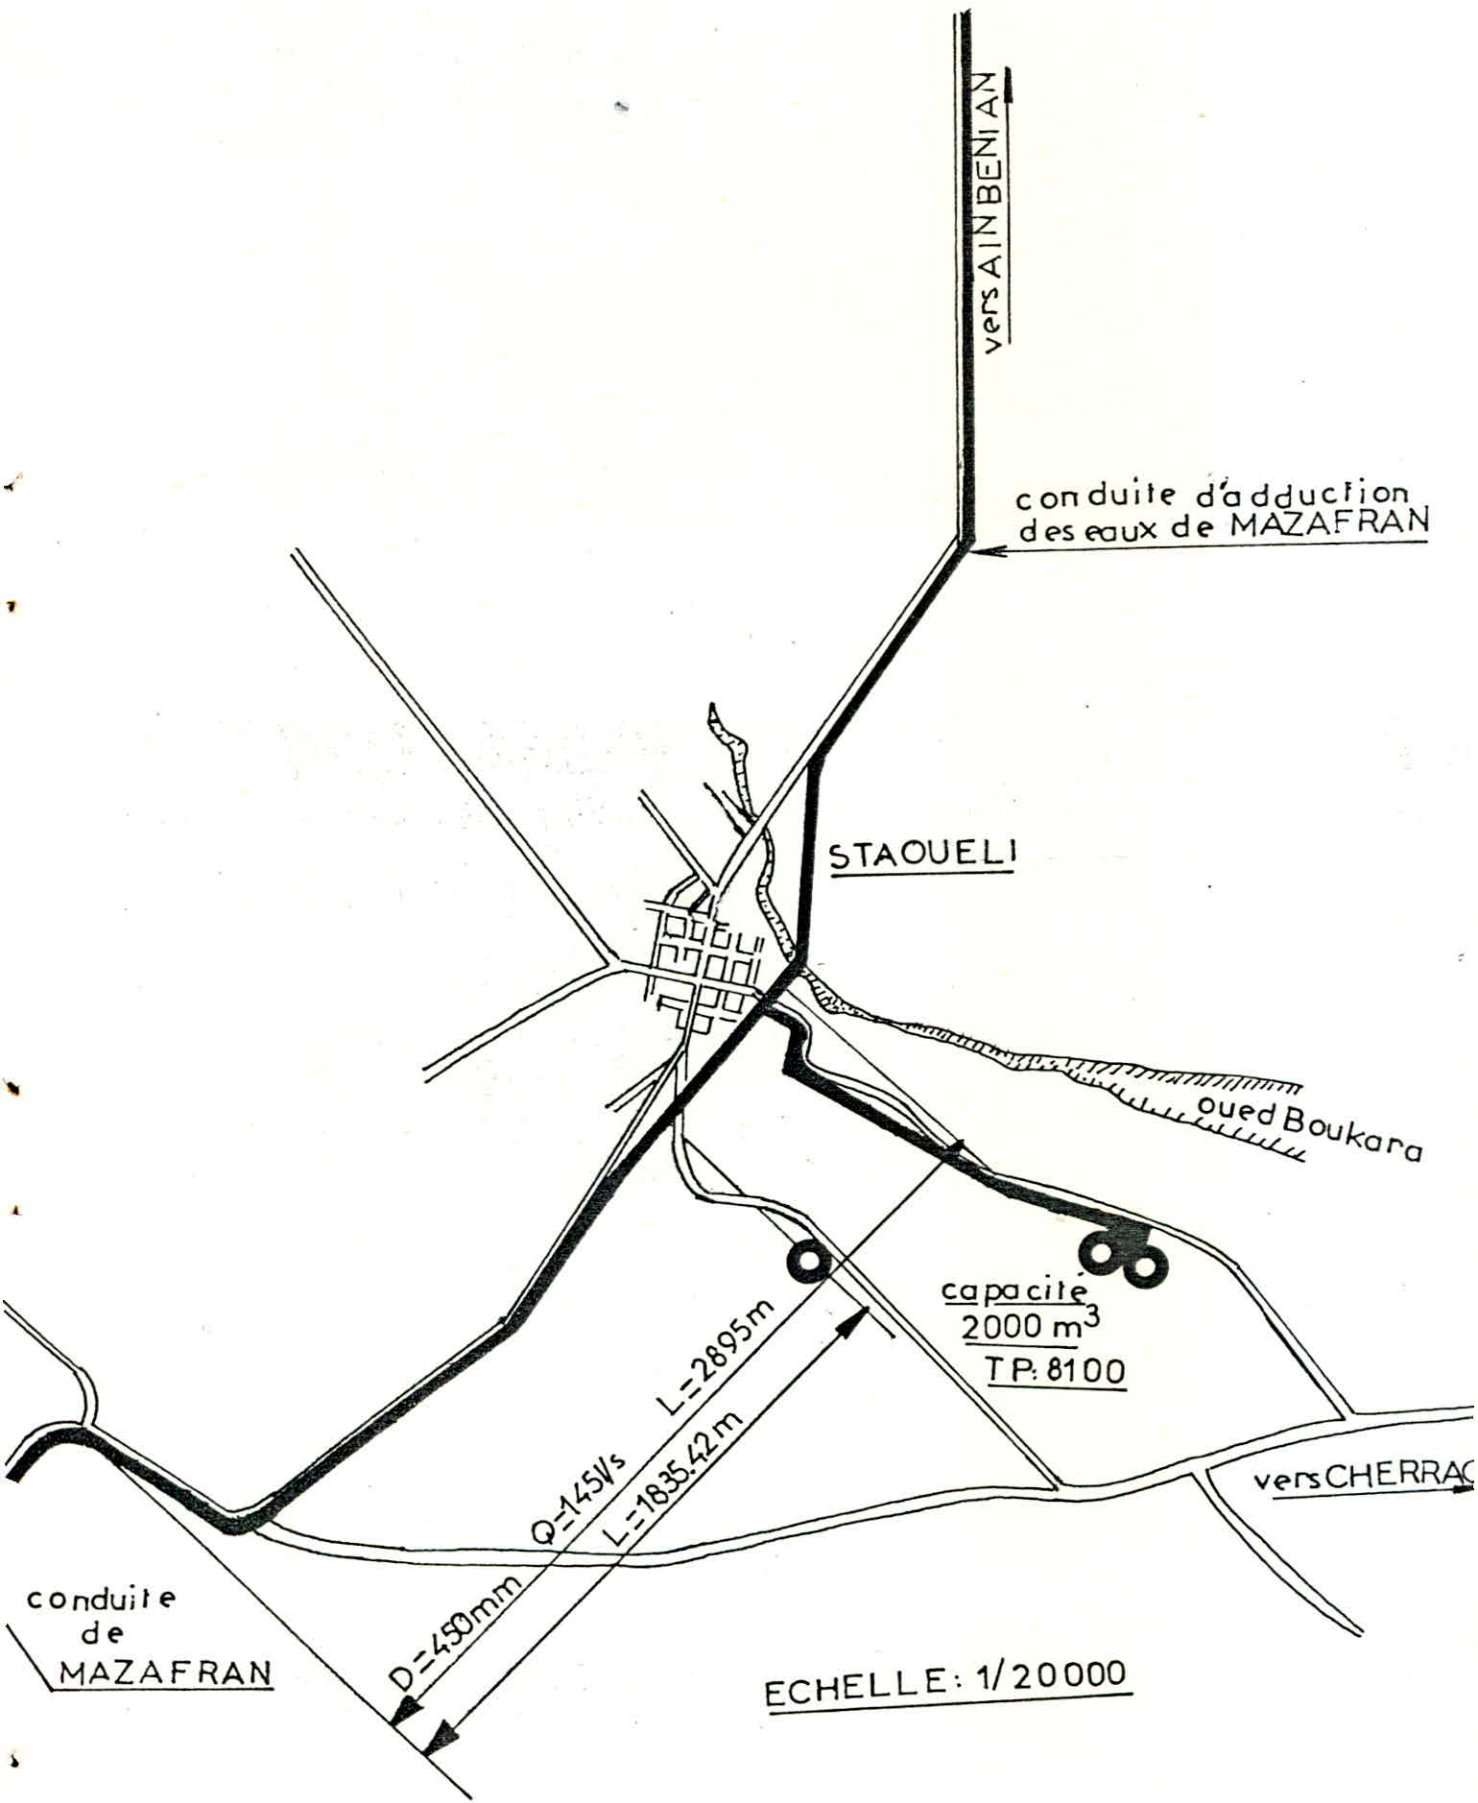 vers AIN BENIAN
conduite d'adduction
des eaux de MAZAFRAN
STAOUELI
oued Boukara
capacité
2000 m³
TP: 8100
L=2895m
L=1835.42m
Q=145l/s
D=450mm
vers CHERRAG
conduite
de
MAZAFRAN
ECHELLE: 1/20000